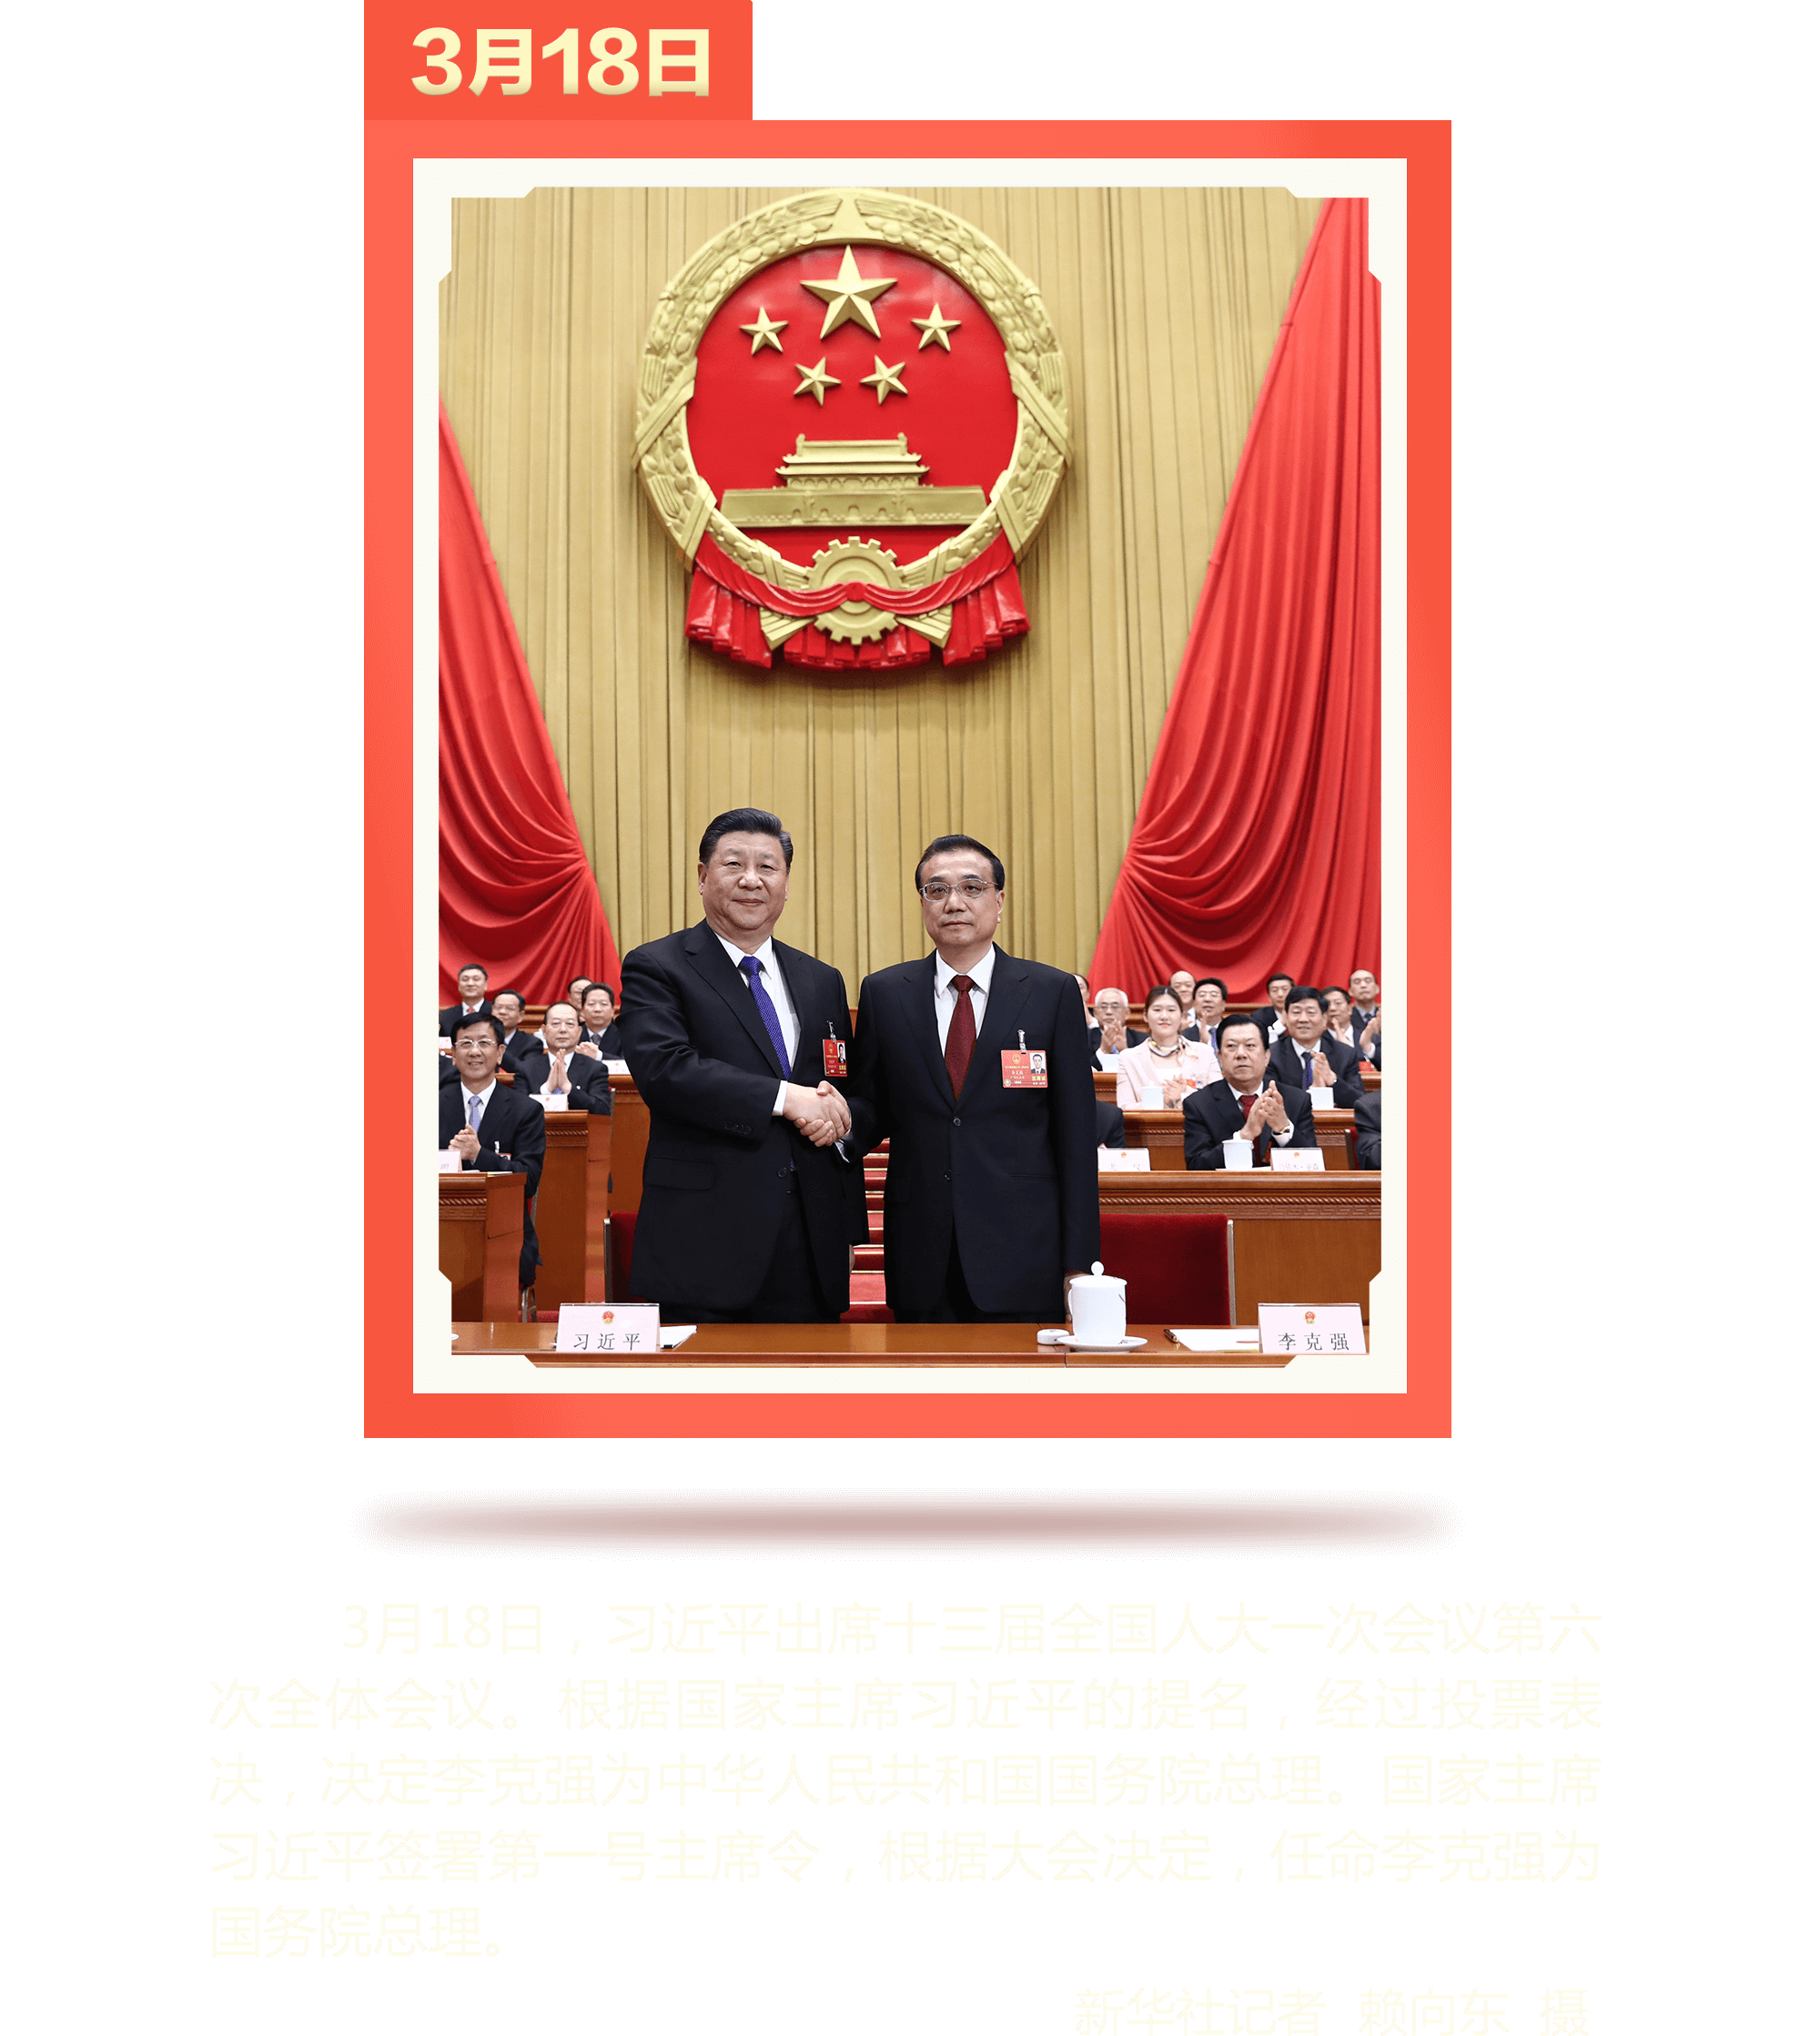 3月18日
习近平
李克强
3月18日，习近平出席十三届全国人大一次会议第六
次全体会议。根据国家主席习近平的提名，经过投票表
决，决定李克强为中华人民共和国国务院总理。国家主席
习近平签署第一号主席令，根据大会决定，任命李克强为
国务院总理。
新华社记者 赖向东 摄